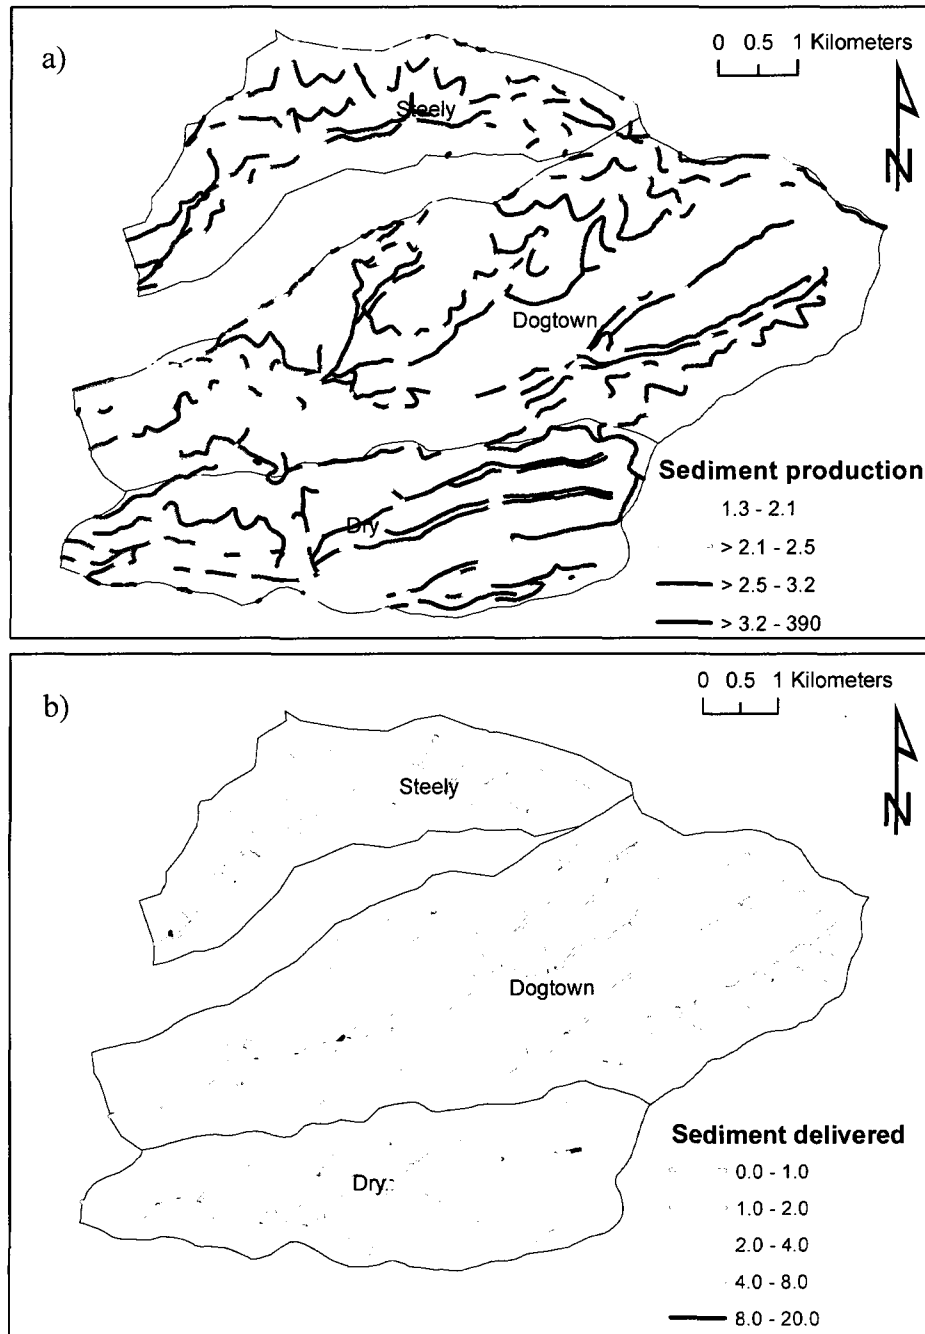 a)
0 0.5 1 Kilometers
N
Steely
Dogtown
Dry
Sediment production
1.3 - 2.1
> 2.1 - 2.5
> 2.5 - 3.2
> 3.2 - 390
b)
0 0.5 1 Kilometers
N
Steely
Dogtown
Dry
Sediment delivered
0.0 - 1.0
1.0 - 2.0
2.0 - 4.0
4.0 - 8.0
8.0 - 20.0